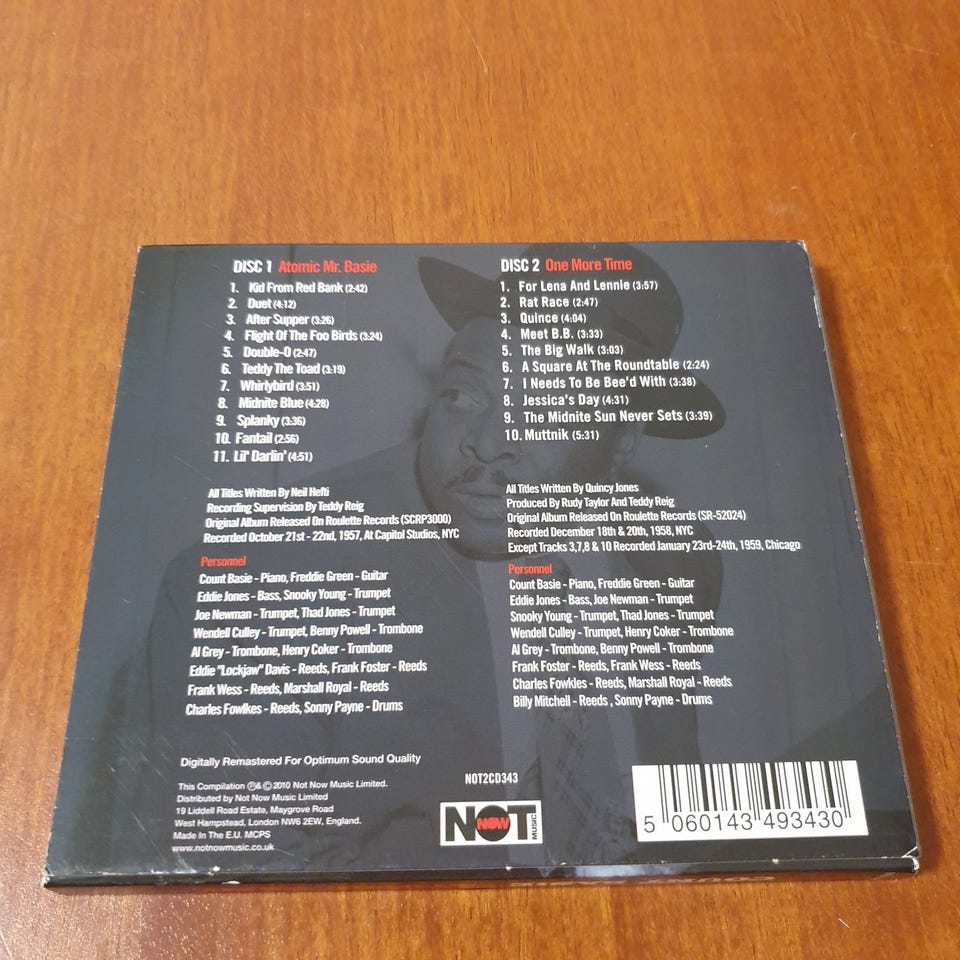 DISC 1 Atomic Mr. Basie
1. Kid From Red Bank (2:42)
2. Duet (4:12)
3. After Supper (3:26)
4. Flight Of The Foo Birds (3:24)
5. Double-O (2:47)
6. Teddy The Toad (3:19)
7. Whirlybird (3:51)
8. Midnite Blue (4:28)
9. Splanky (3:36)
10. Fantail (2:56)
11. Lil' Darlin' (4:51)
All Titles Written By Neil Hefti
Recording Supervision By Teddy Reig
Original Album Released On Roulette Records (SCRP3000)
Recorded October 21st - 22nd, 1957, At Capitol Studios, NYC
Personnel
Count Basie - Piano, Freddie Green - Guitar
Eddie Jones - Bass, Snooky Young - Trumpet
Joe Newman - Trumpet, Thad Jones - Trumpet
Wendell Culley - Trumpet, Benny Powell - Trombone
Al Grey - Trombone, Henry Coker - Trombone
Eddie "Lockjaw" Davis - Reeds, Frank Foster - Reeds
Frank Wess - Reeds, Marshall Royal - Reeds
Charles Fowlkes - Reeds, Sonny Payne - Drums
DISC 2 One More Time
1. For Lena And Lennie (3:57)
2. Rat Race (2:47)
3. Quince (4:04)
4. Meet B.B. (3:33)
5. The Big Walk (3:03)
6. A Square At The Roundtable (2:24)
7. I Needs To Be Bee'd With (3:38)
8. Jessica's Day (4:31)
9. The Midnite Sun Never Sets (3:39)
10. Muttnik (5:31)
All Titles Written By Quincy Jones
Produced By Rudy Taylor And Teddy Reig
Original Album Released On Roulette Records (SR-52024)
Recorded December 18th & 20th, 1958, NYC
Except Tracks 3,7,8 & 10 Recorded January 23rd-24th, 1959, Chicago
Personnel
Count Basie - Piano, Freddie Green - Guitar
Eddie Jones - Bass, Joe Newman - Trumpet
Snooky Young - Trumpet, Thad Jones - Trumpet
Wendell Culley - Trumpet, Henry Coker - Trombone
Al Grey - Trombone, Benny Powell - Trombone
Frank Foster - Reeds, Frank Wess - Reeds
Charles Fowkles - Reeds, Marshall Royal - Reeds
Billy Mitchell - Reeds , Sonny Payne - Drums
Digitally Remastered For Optimum Sound Quality
This Compilation ℗&© 2010 Not Now Music Limited.
Distributed by Not Now Music Limited
19 Liddell Road Estate, Maygrove Road
West Hampstead, London NW6 2EW, England.
Made In The E.U. MCPS
www.notnowmusic.co.uk
NOT2CD343
NOT NOW MUSIC
5 060143 493430